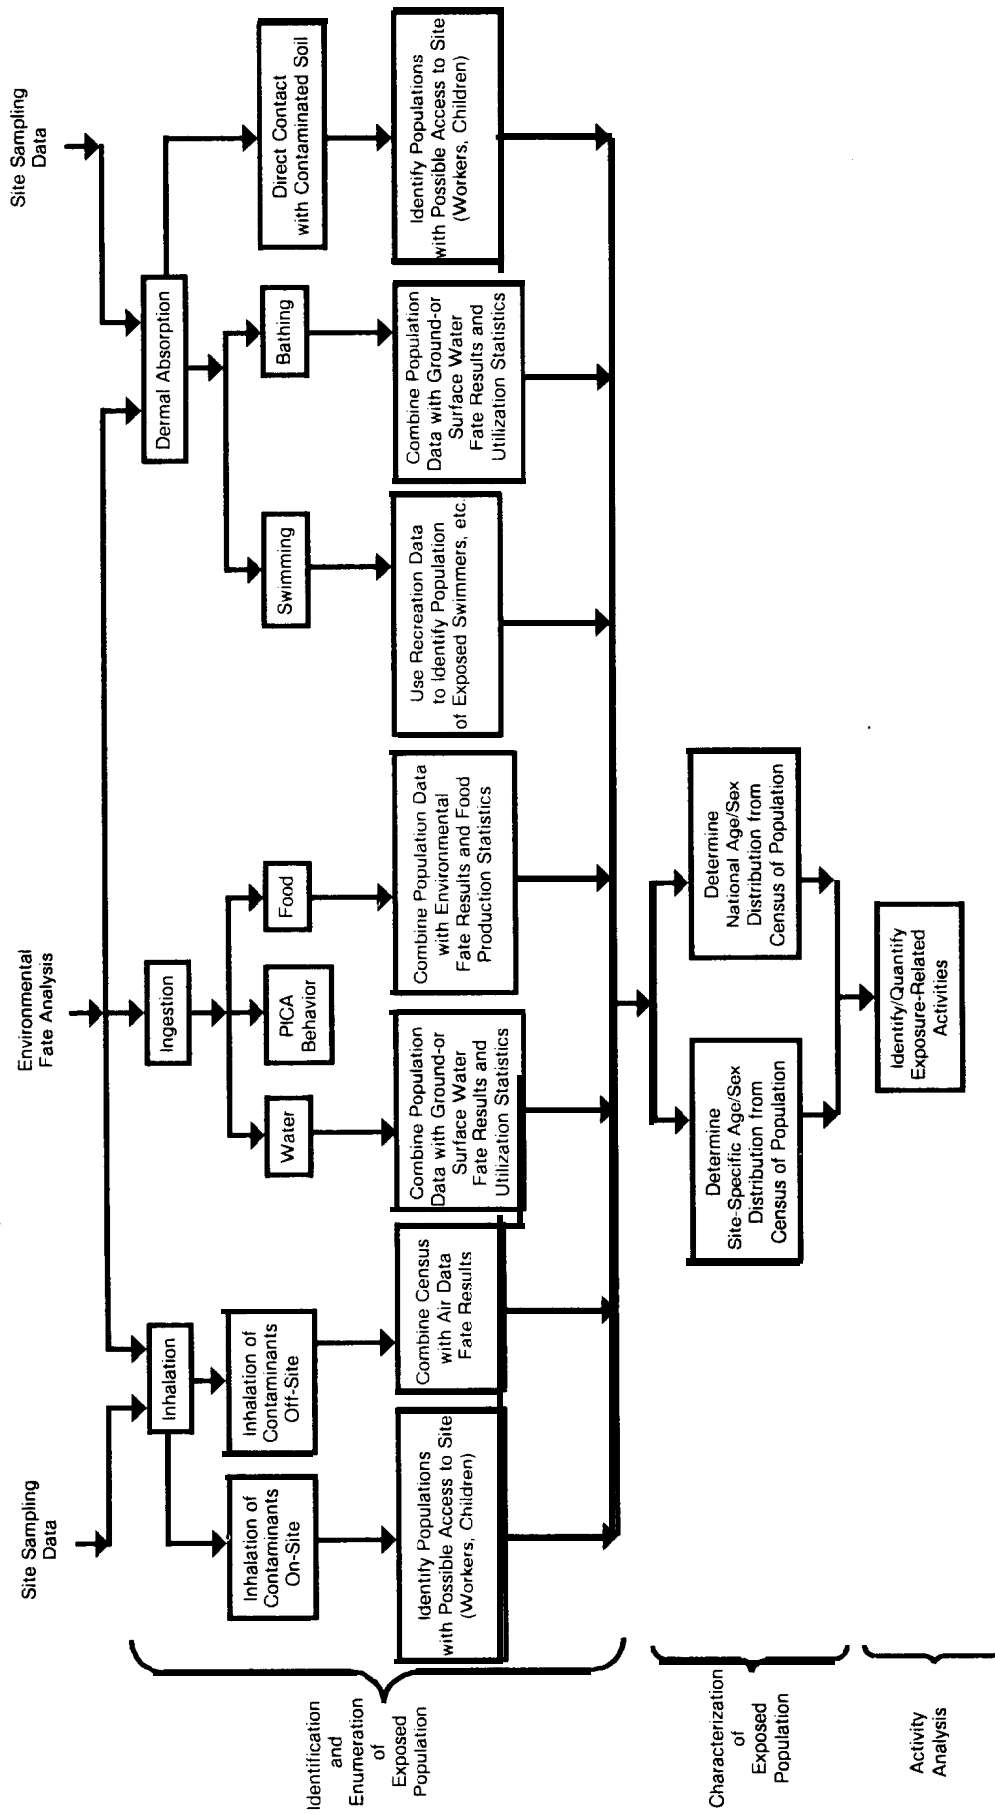 Site Sampling
Data
Environmental
Fate Analysis
Site Sampling
Data
Inhalation
Ingestion
Dermal Absorption
Inhalation of
Contaminants
On-Site
Inhalation of
Contaminants
Off-Site
Water
PICA
Behavior
Food
Swimming
Bathing
Direct Contact
with Contaminated Soil
Identify Populations
with Possible Access to Site
(Workers, Children)
Combine Census
with Air Data
Fate Results
Combine Population
Data with Ground-or
Surface Water
Fate Results and
Utilization Statistics
Combine Population Data
with Environmental
Fate Results and Food
Production Statistics
Use Recreation Data
to Identify Population
of Exposed Swimmers, etc.
Combine Population
Data with Ground-or
Surface Water
Fate Results and
Utilization Statistics
Identify Populations
with Possible Access to Site
(Workers, Children)
Identification
and
Enumeration
of
Exposed
Population
Determine
Site-Specific Age/Sex
Distribution from
Census of Population
Determine
National Age/Sex
Distribution from
Census of Population
Characterization
of
Exposed
Population
Identify/Quantify
Exposure-Related
Activities
Activity
Analysis